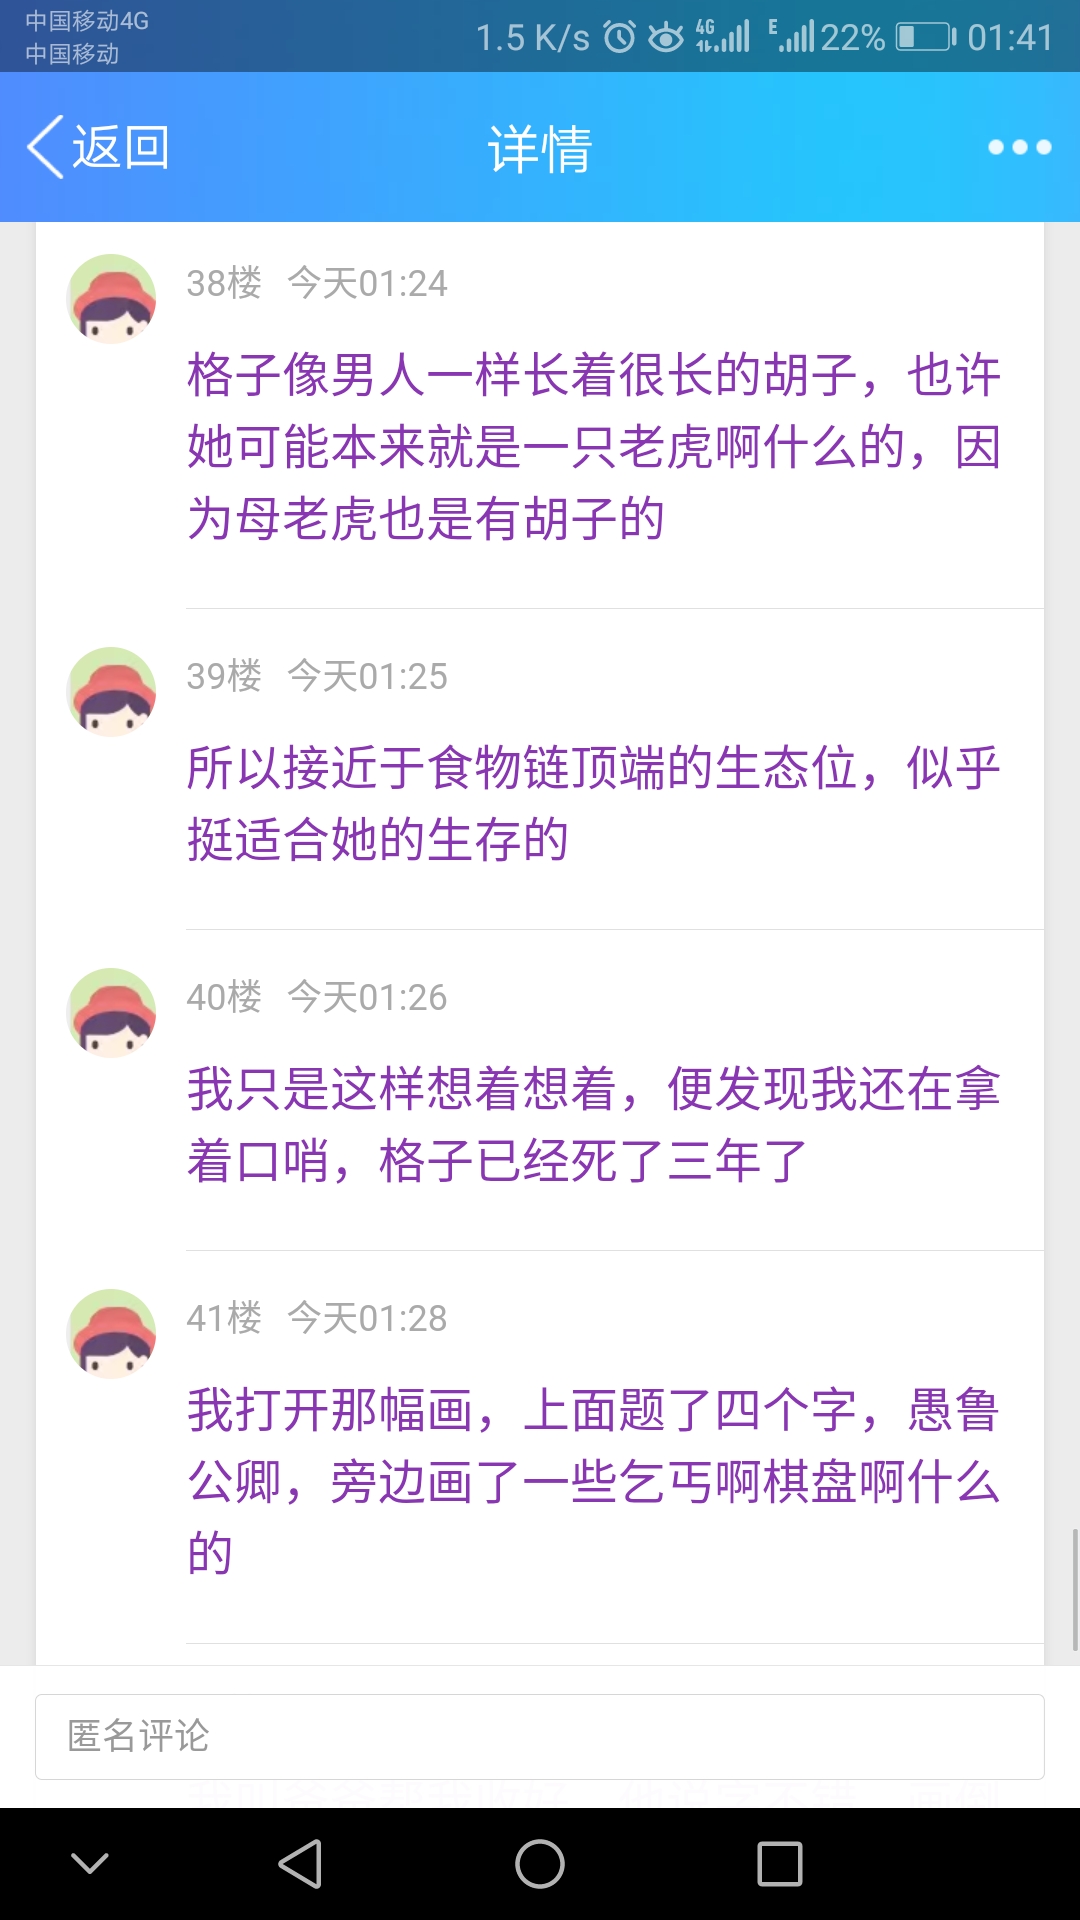 中国移动4G
中国移动
1.5 K/s 4G E 22% 01:41
返回 详情
38楼 今天01:24
格子像男人一样长着很长的胡子，也许
她可能本来就是一只老虎啊什么的，因
为母老虎也是有胡子的
39楼 今天01:25
所以接近于食物链顶端的生态位，似乎
挺适合她的生存的
40楼 今天01:26
我只是这样想着想着，便发现我还在拿
着口哨，格子已经死了三年了
41楼 今天01:28
我打开那幅画，上面题了四个字，愚鲁
公卿，旁边画了一些乞丐啊棋盘啊什么
的
匿名评论